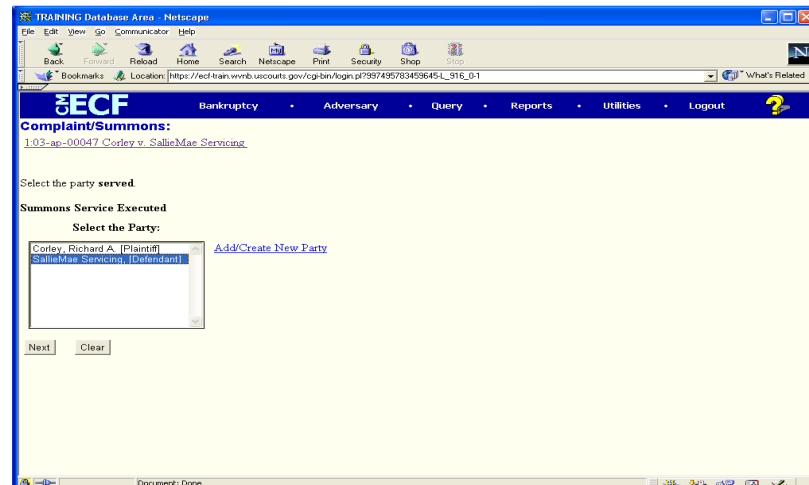 TRAINING Database Area - Netscape
File Edit View Go Communicator Help
Back Forward Reload Home Search Netscape Print Security Shop Stop
N
Bookmarks Location: https://ecf-train.wvnb.uscourts.gov/cgi-bin/login.pl?997495783459645-L_916_0-1 What's Related
CM ECF Bankruptcy • Adversary • Query • Reports • Utilities • Logout ?
Complaint/Summons:
1:03-ap-00047 Corley v. SallieMae Servicing
Select the party served.
Summons Service Executed
Select the Party:
Corley, Richard A. [Plaintiff] Add/Create New Party
SallieMae Servicing, [Defendant]
Next Clear
Document: Done